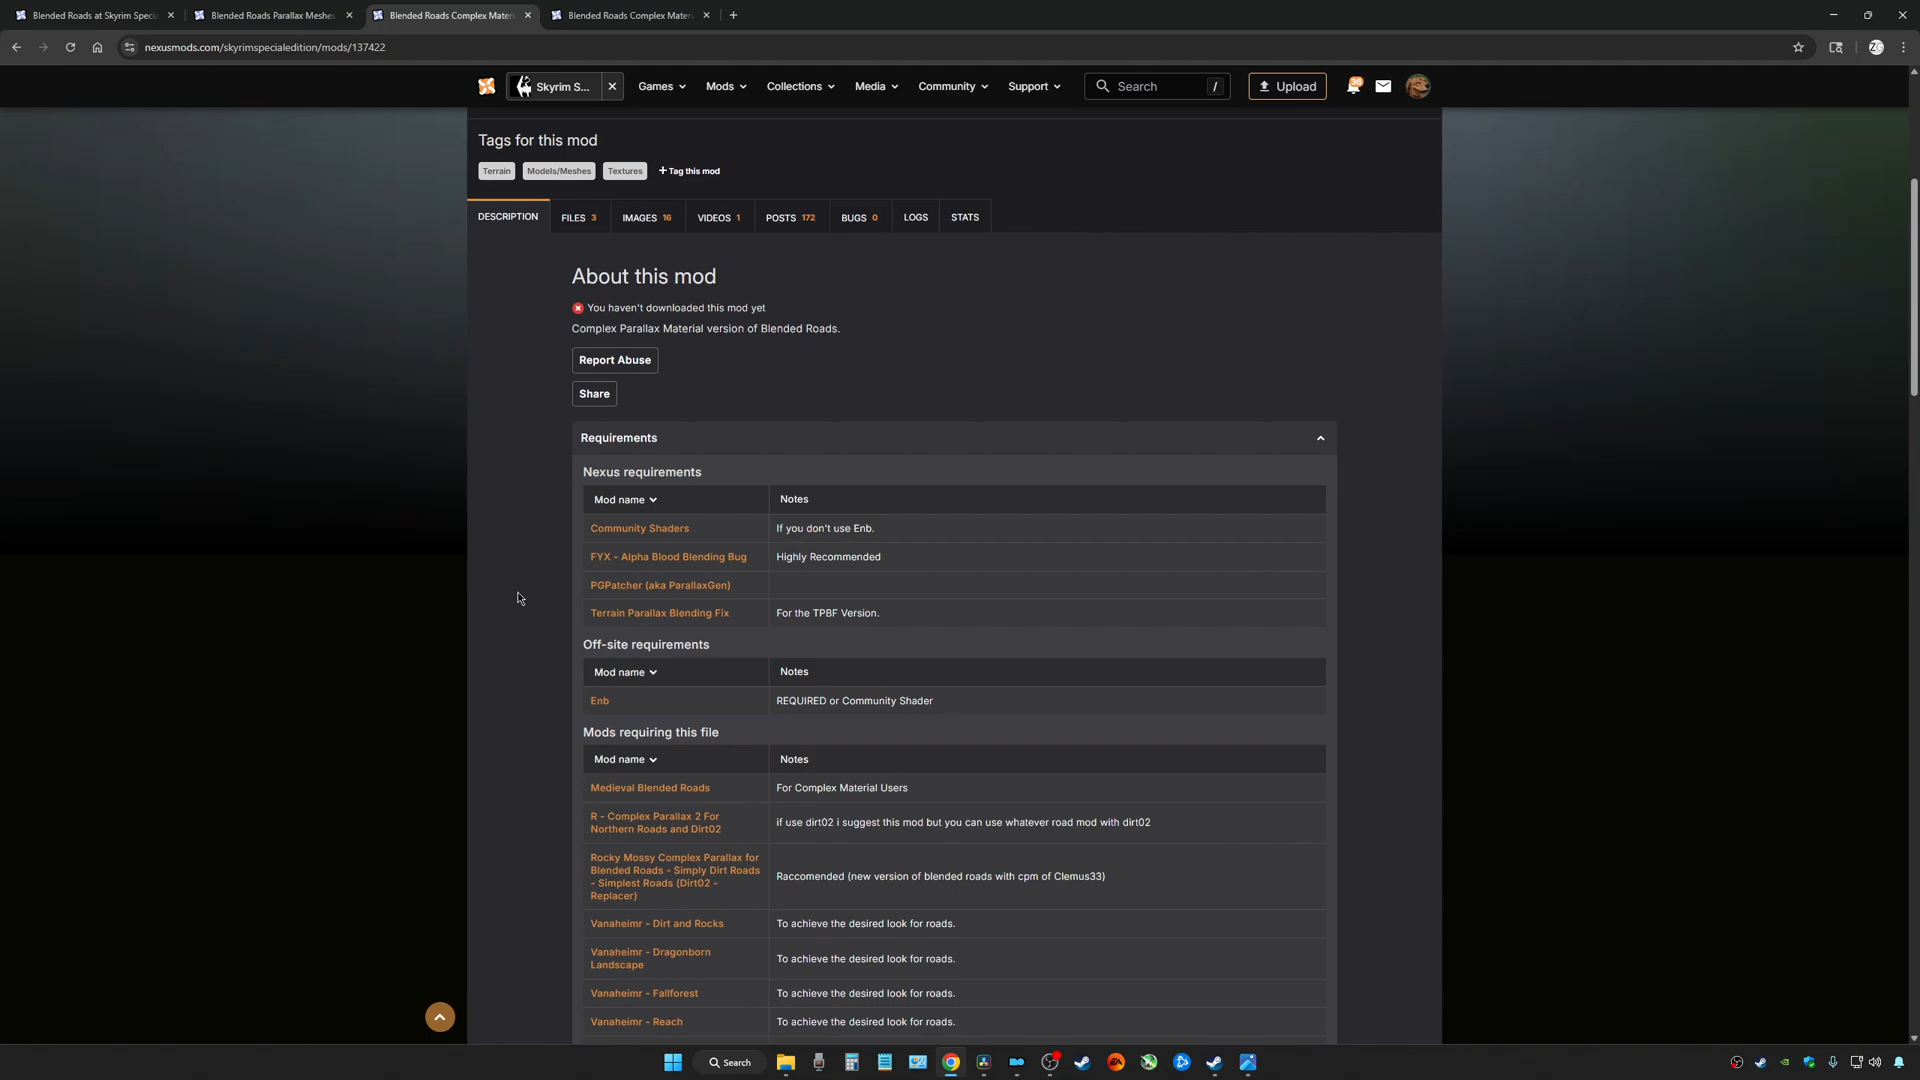 Blended Roads at Skyrim Specia
Blended Roads Parallax Meshes
Blended Roads Complex Materi
Blended Roads Complex Mater
nexusmods.com/skyrimspecialedition/mods/137422
ZG
Skyrim S...
Games
Mods
Collections
Media
Community
Support
Search
/
Upload
36
Tags for this mod
Terrain
Models/Meshes
Textures
+ Tag this mod
DESCRIPTION
FILES 3
IMAGES 16
VIDEOS 1
POSTS 172
BUGS 0
LOGS
STATS
About this mod
You haven't downloaded this mod yet
Complex Parallax Material version of Blended Roads.
Report Abuse
Share
Requirements
Nexus requirements
Mod name
Notes
Community Shaders
If you don't use Enb.
FYX - Alpha Blood Blending Bug
Highly Recommended
PGPatcher (aka ParallaxGen)
Terrain Parallax Blending Fix
For the TPBF Version.
Off-site requirements
Mod name
Notes
Enb
REQUIRED or Community Shader
Mods requiring this file
Mod name
Notes
Medieval Blended Roads
For Complex Material Users
R - Complex Parallax 2 For
Northern Roads and Dirt02
if use dirt02 i suggest this mod but you can use whatever road mod with dirt02
Rocky Mossy Complex Parallax for
Blended Roads - Simply Dirt Roads
- Simplest Roads (Dirt02 -
Replacer)
Raccomended (new version of blended roads with cpm of Clemus33)
Vanaheimr - Dirt and Rocks
To achieve the desired look for roads.
Vanaheimr - Dragonborn
Landscape
To achieve the desired look for roads.
Vanaheimr - Fallforest
To achieve the desired look for roads.
Vanaheimr - Reach
To achieve the desired look for roads.
Search
EA